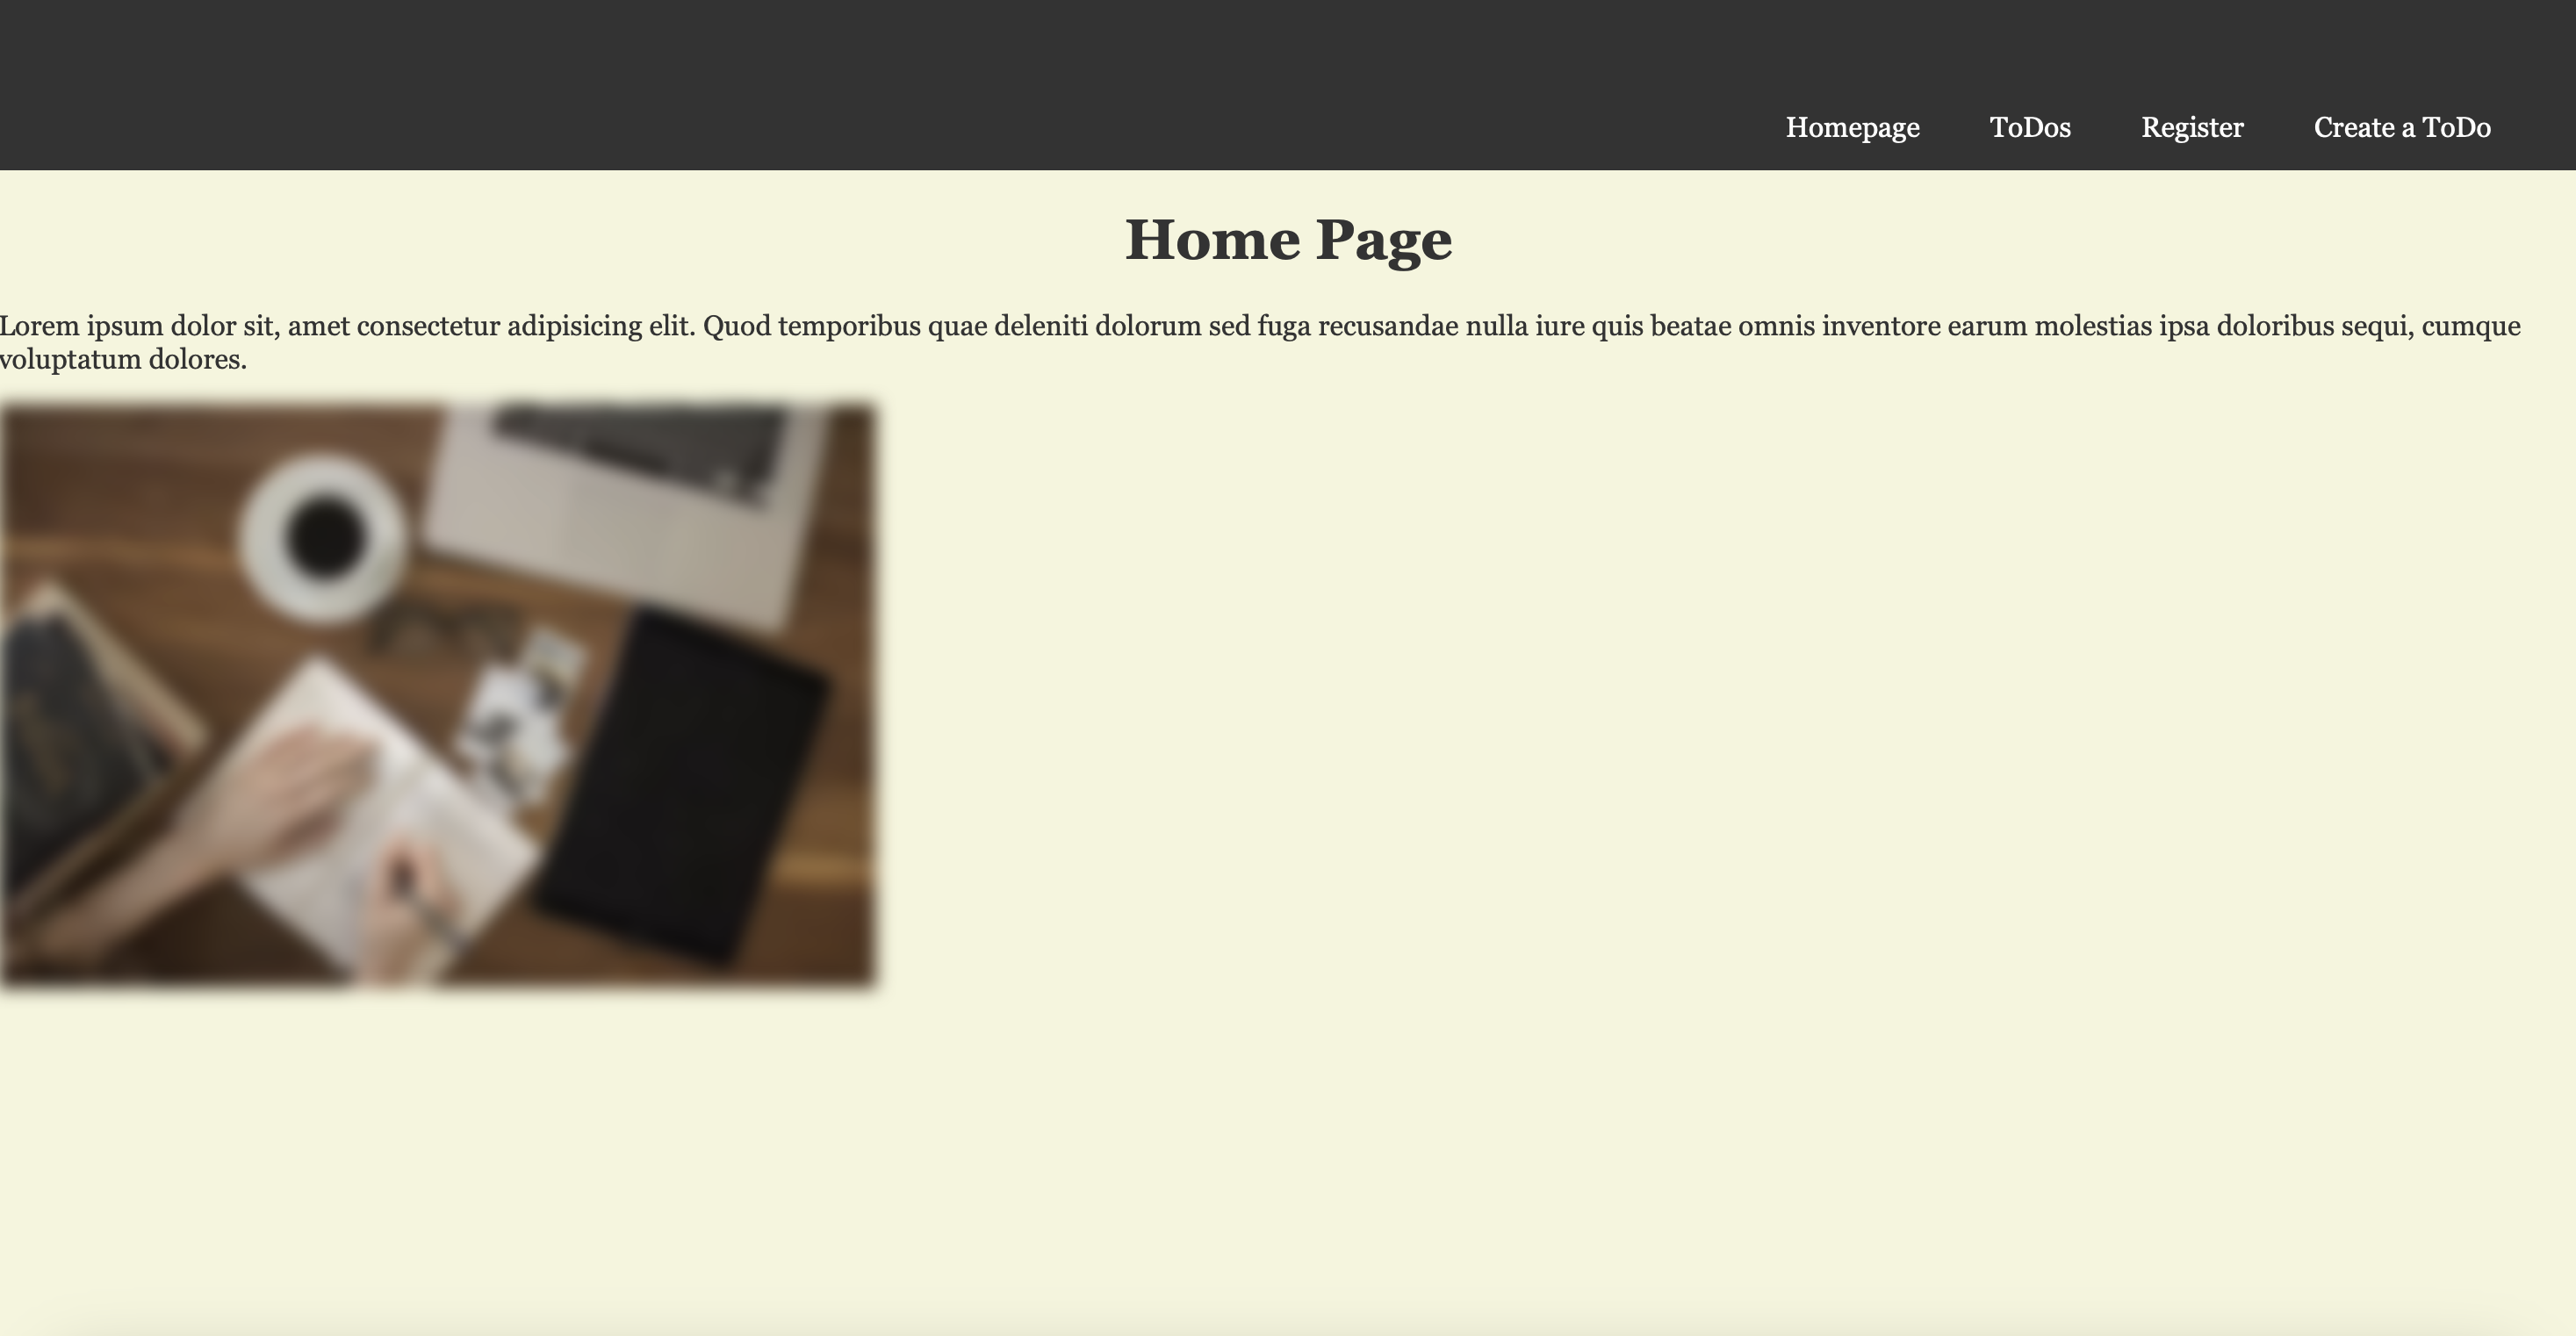 Homepage ToDos Register Create a ToDo
Home Page
Lorem ipsum dolor sit, amet consectetur adipisicing elit. Quod temporibus quae deleniti dolorum sed fuga recusandae nulla iure quis beatae omnis inventore earum molestias ipsa doloribus sequi, cumque
voluptatum dolores.